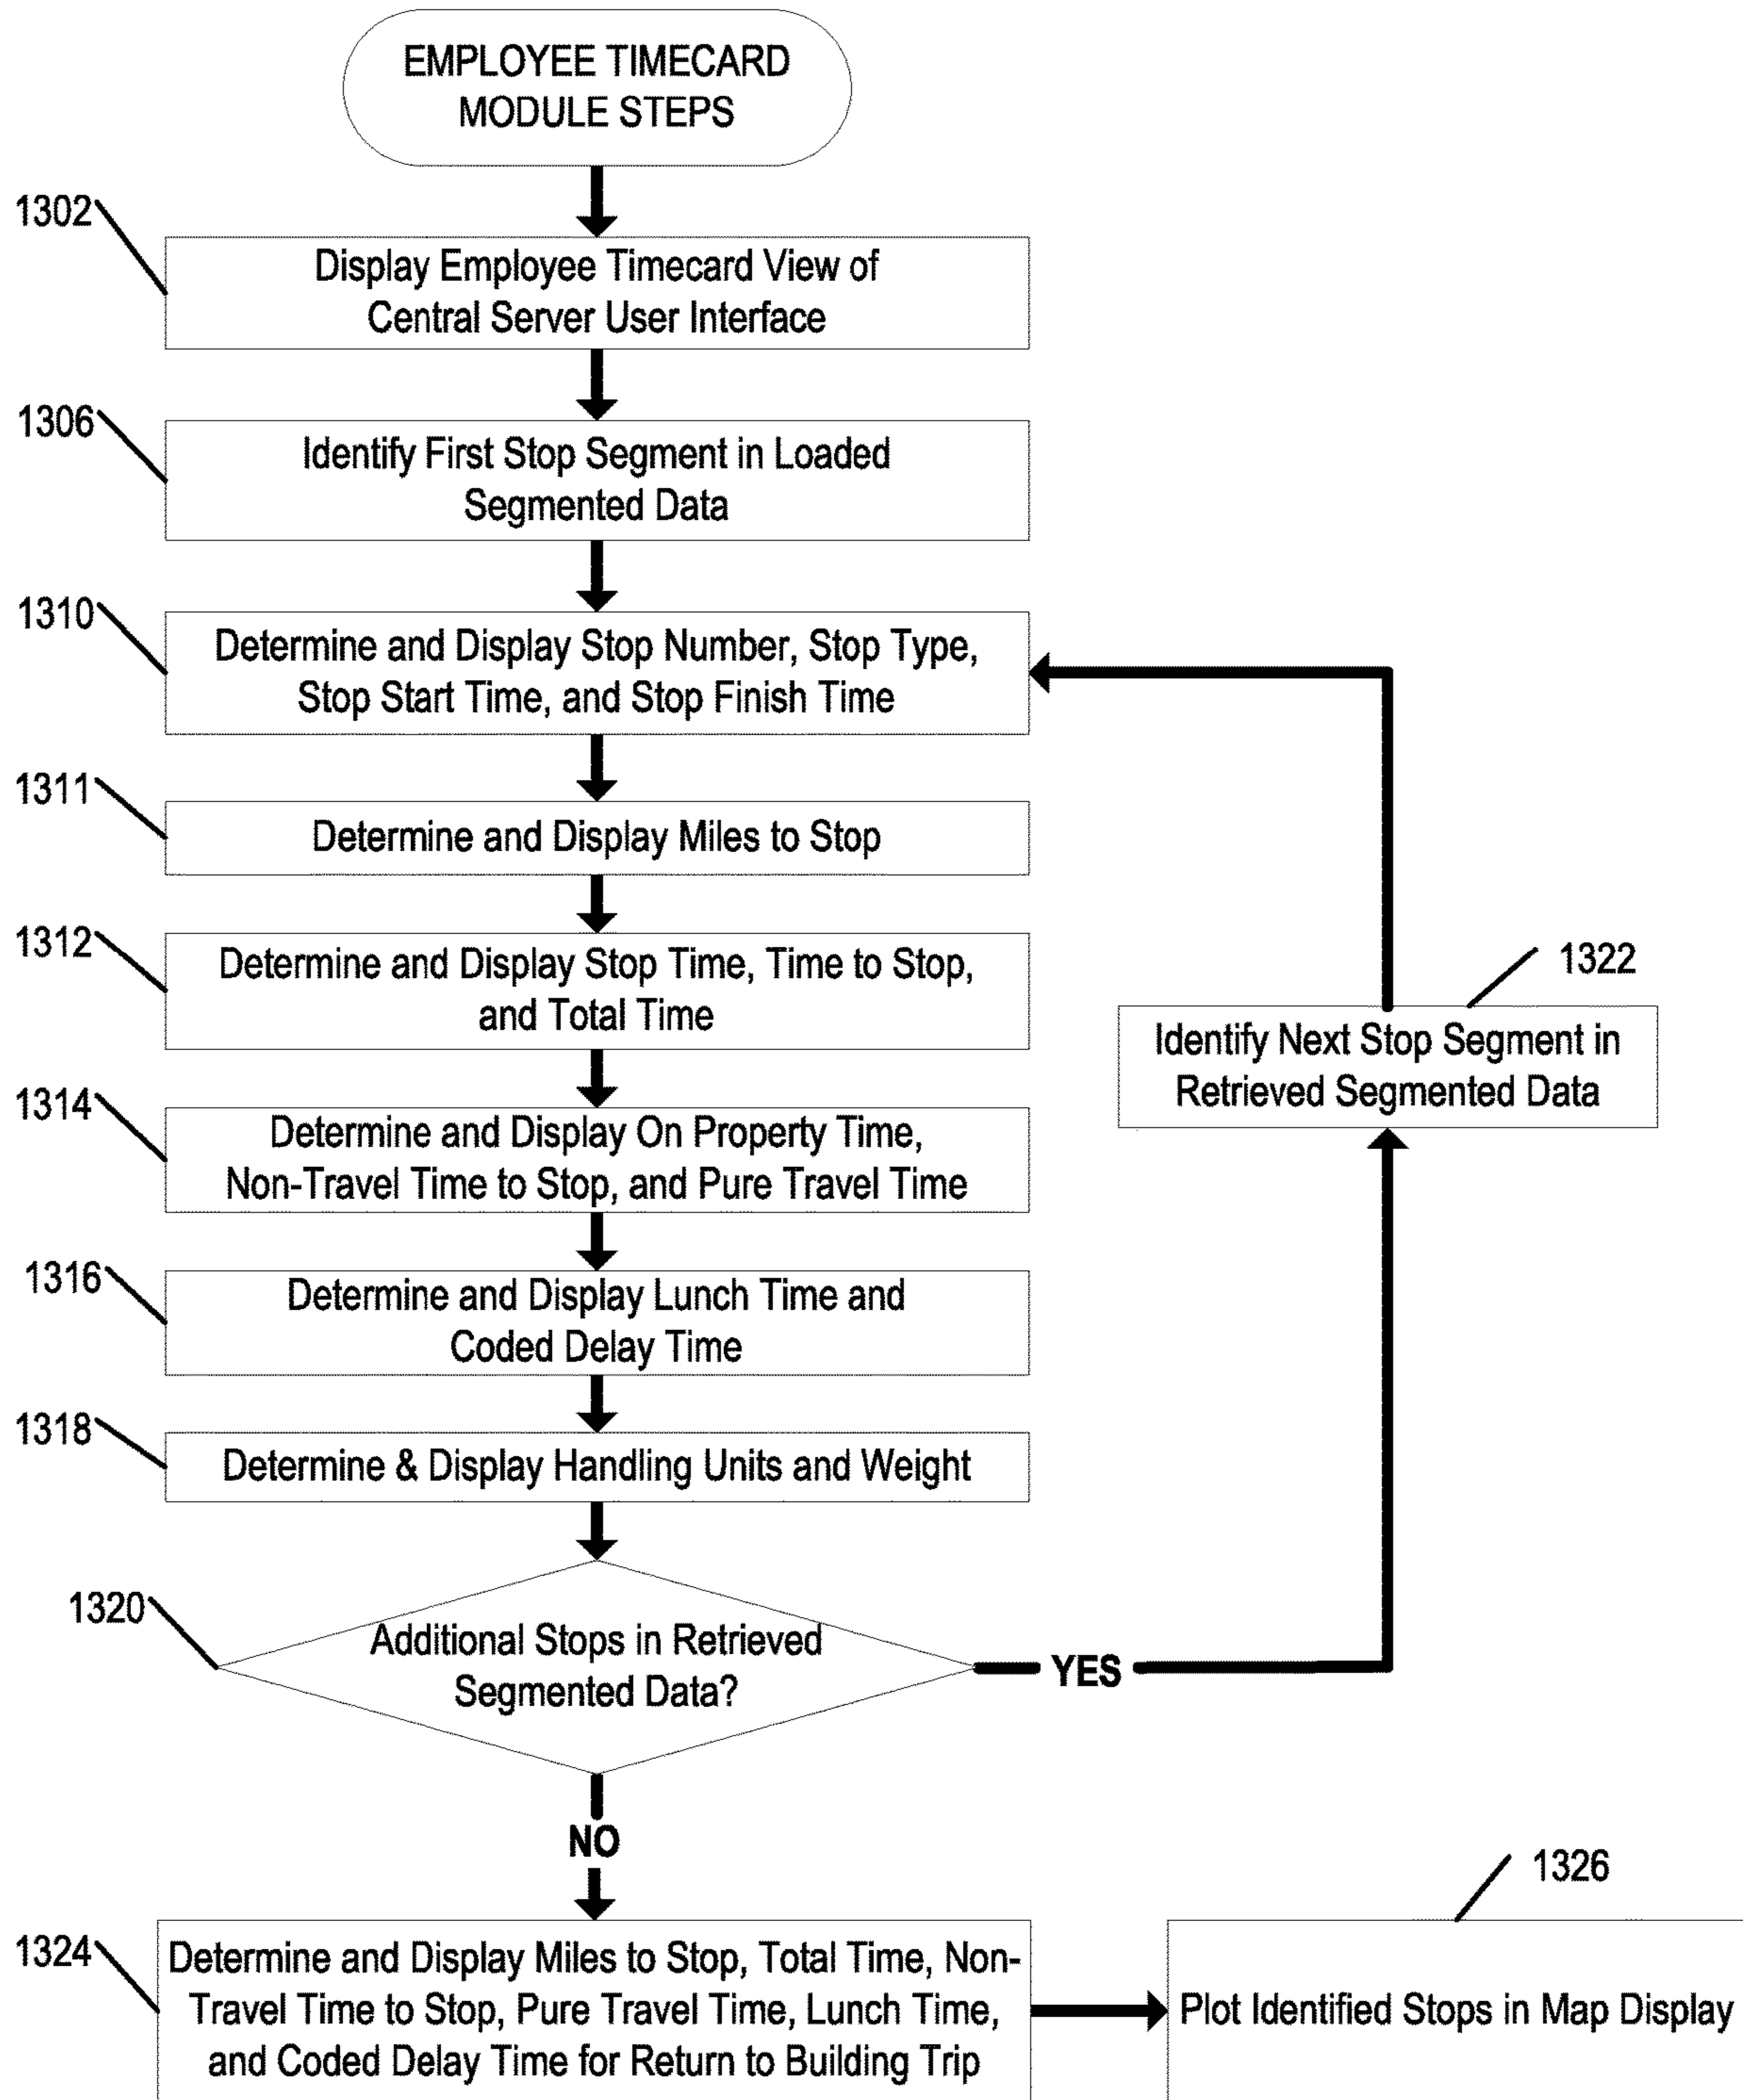 EMPLOYEE TIMECARD
MODULE STEPS
1302
Display Employee Timecard View of
Central Server User Interface
1306
Identify First Stop Segment in Loaded
Segmented Data
1310
Determine and Display Stop Number, Stop Type,
Stop Start Time, and Stop Finish Time
1311
Determine and Display Miles to Stop
1312
Determine and Display Stop Time, Time to Stop,
and Total Time
1322
Identify Next Stop Segment in
Retrieved Segmented Data
1314
Determine and Display On Property Time,
Non-Travel Time to Stop, and Pure Travel Time
1316
Determine and Display Lunch Time and
Coded Delay Time
1318
Determine & Display Handling Units and Weight
1320
Additional Stops in Retrieved
Segmented Data?
YES
NO
1324
Determine and Display Miles to Stop, Total Time, Non-
Travel Time to Stop, Pure Travel Time, Lunch Time,
and Coded Delay Time for Return to Building Trip
1326
Plot Identified Stops in Map Display